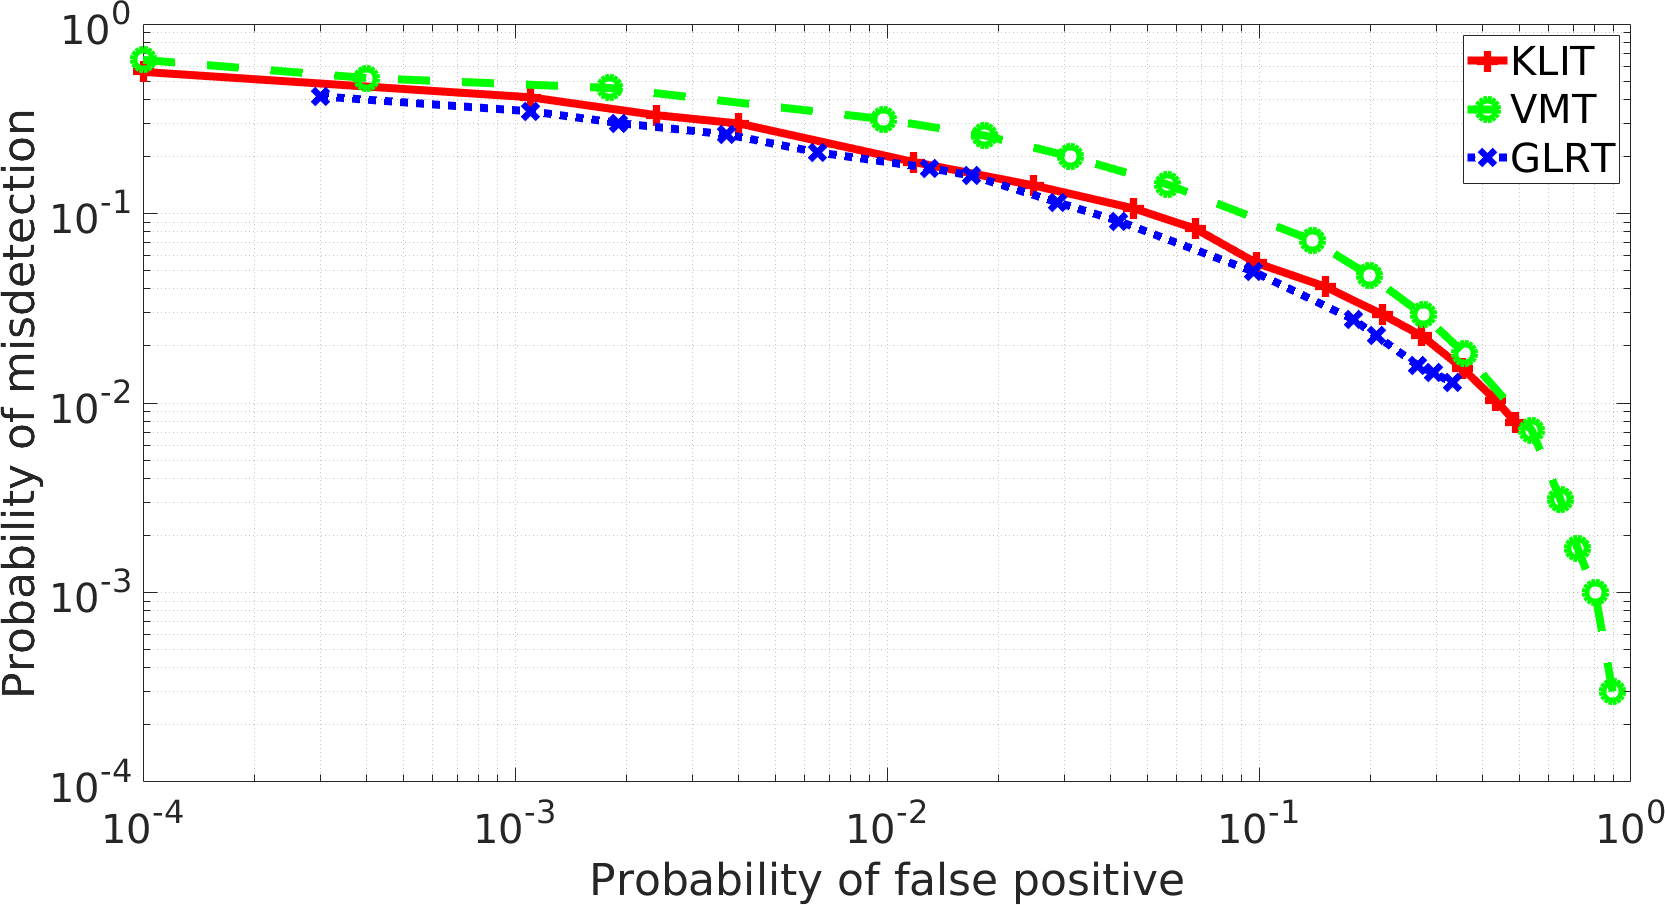 10^0
10^-1
10^-2
10^-3
10^-4
Probability of misdetection
KLIT
VMT
GLRT
10^-4
10^-3
10^-2
10^-1
10^0
Probability of false positive